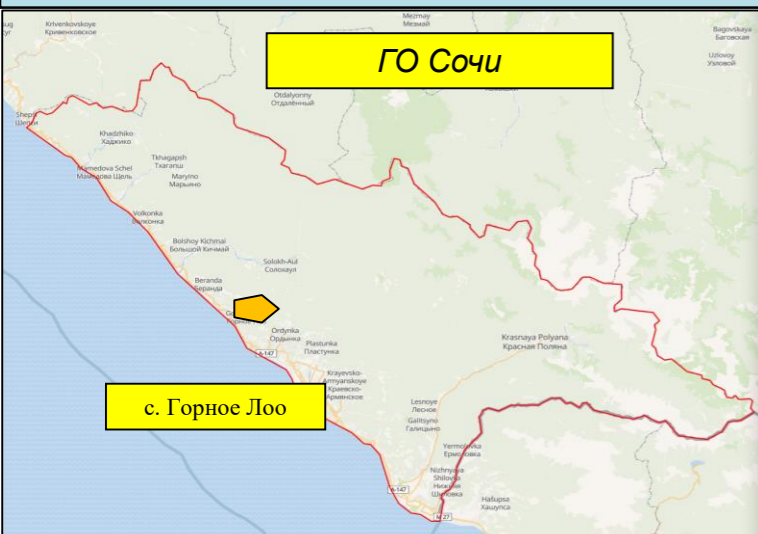 Krivenkovskoye
Кривенковское
Mezmay
Мезмай
Bagovskaya
Баговская
ГО Сочи
Uzlovoy
Узловой
Otdalyonny
Отдалённый
Shepsi
Шепси
Khadzhiko
Хаджико
Tkhagapsh
Тхагапш
Mamedova Schel
Мамедова Щель
Maryino
Марьино
Volkonka
Волконка
Bolshoy Kichmai
Большой Кичмай
Solokh-Aul
Солохаул
Beranda
Беранда
Ordynka
Ордынка
Plastunka
Пластунка
A-147
Krasnaya Polyana
Красная Поляна
Krayevsko-
Armyanskoye
Краевско-
Армянское
с. Горное Лоо
Lesnoye
Лесное
Galitsyno
Галицыно
Yermolovka
Ермоловка
Nizhnyaya
Shilovka
Нижняя
Шиловка
A-147
Хашупса